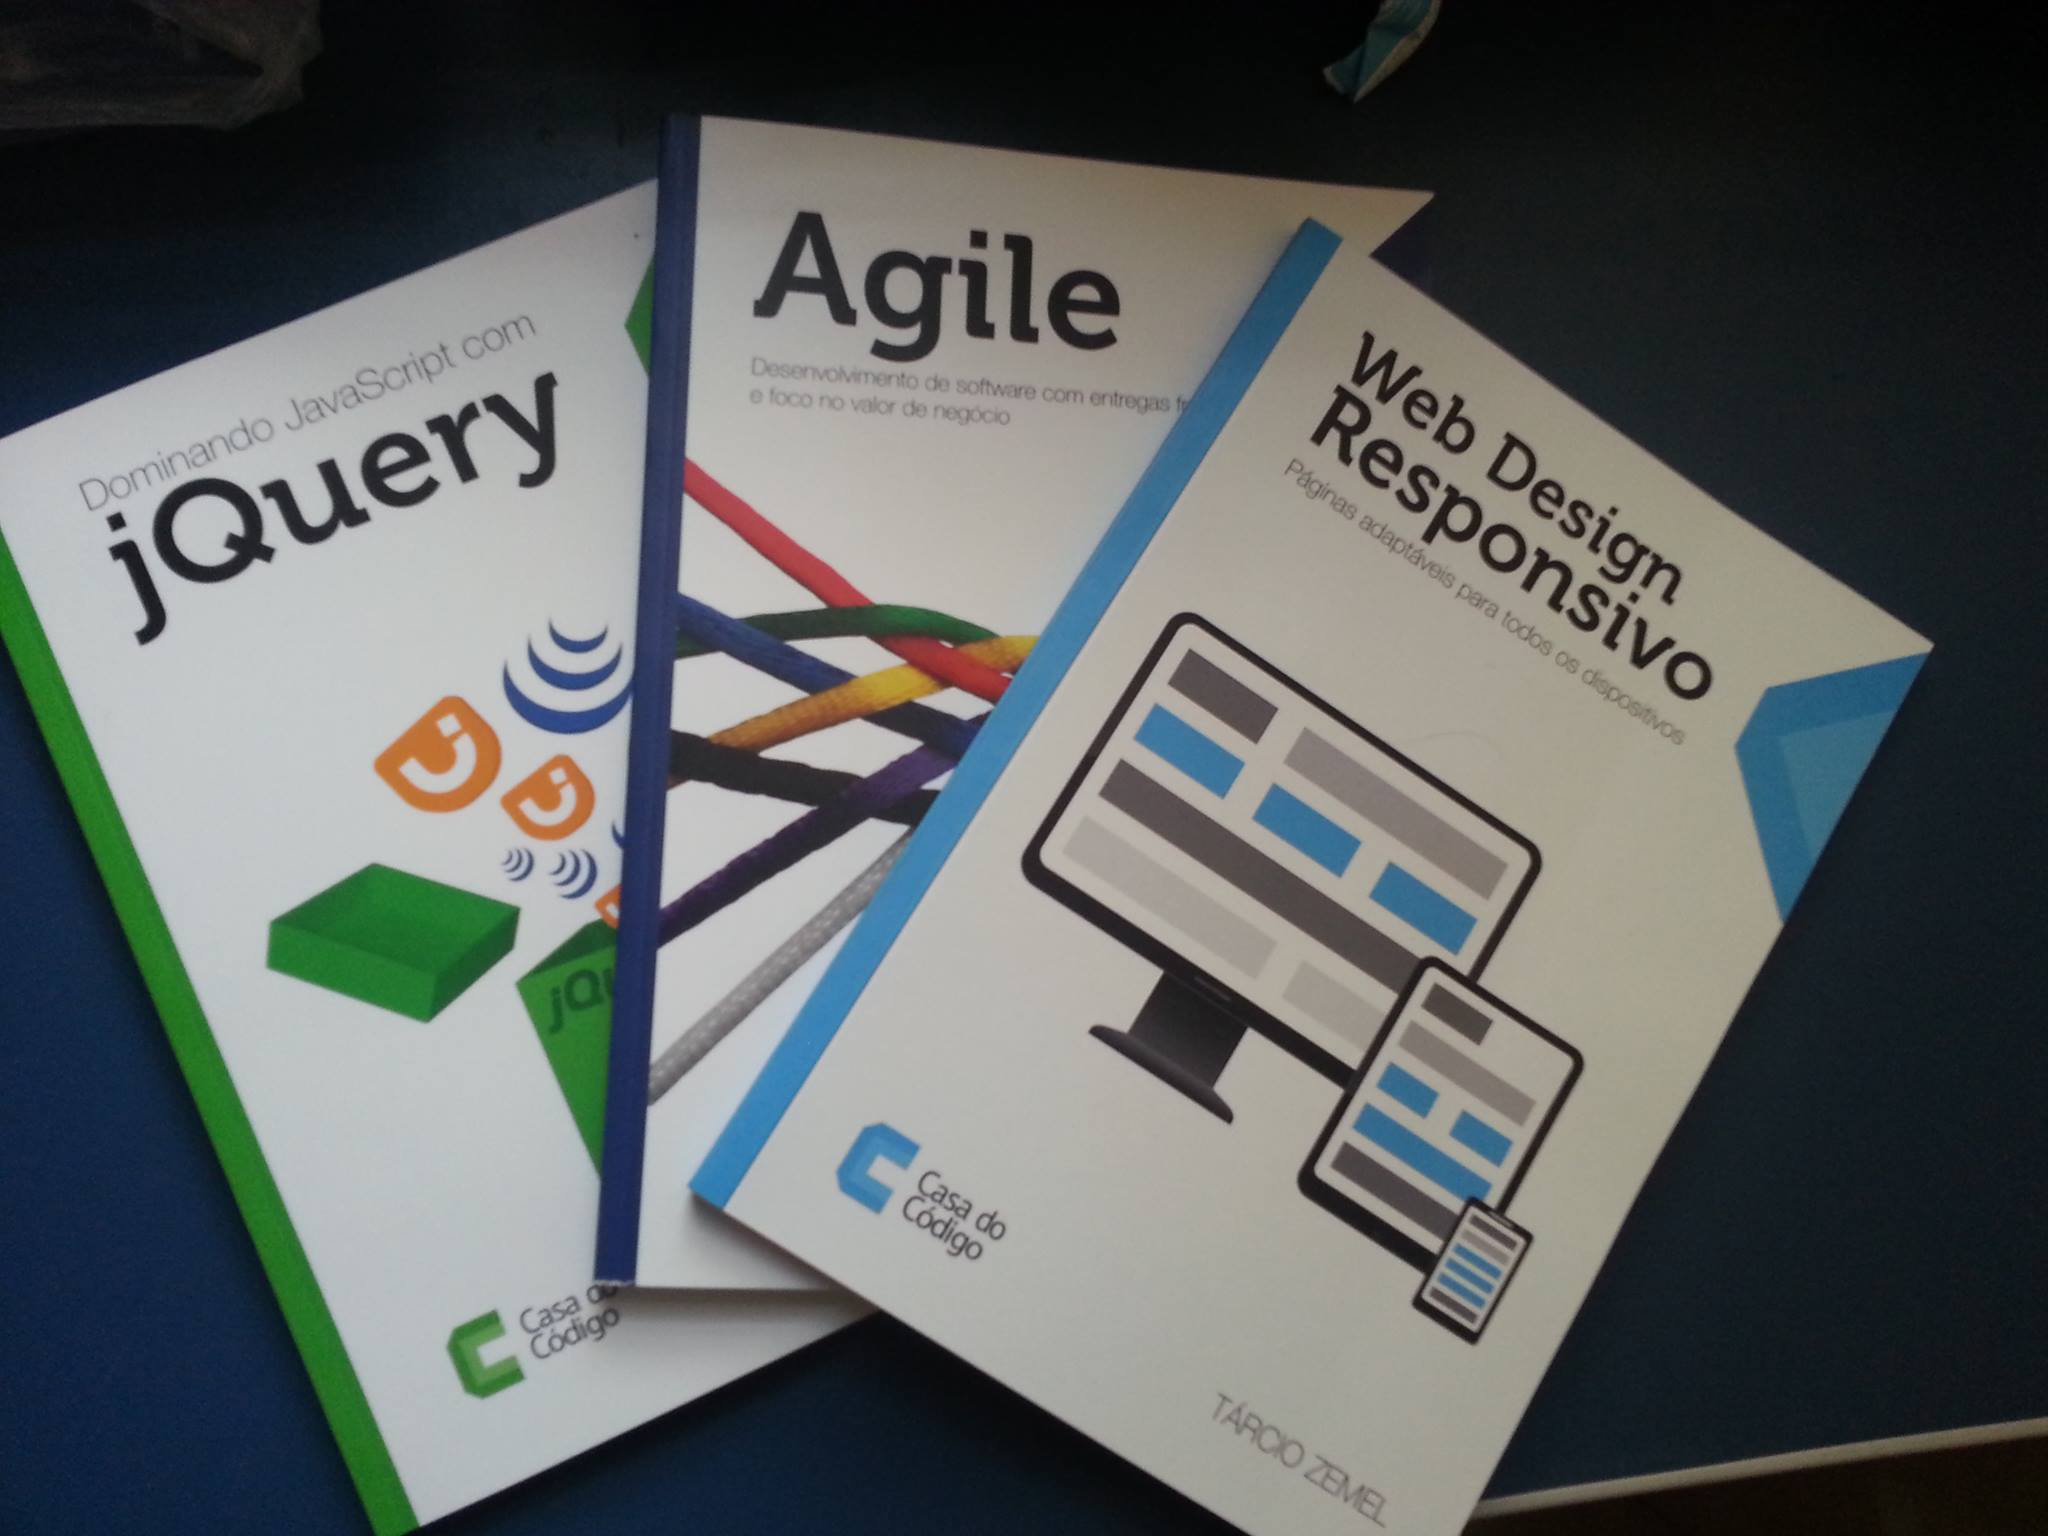 Dominando JavaScript com
jQuery
Casa do
Código
Agile
Desenvolvimento de software com entregas
e foco no valor de negócio
Web Design
Responsivo
Páginas adaptáveis para todos os dispositivos
Casa do
Código
TÁRCIO ZEMEL